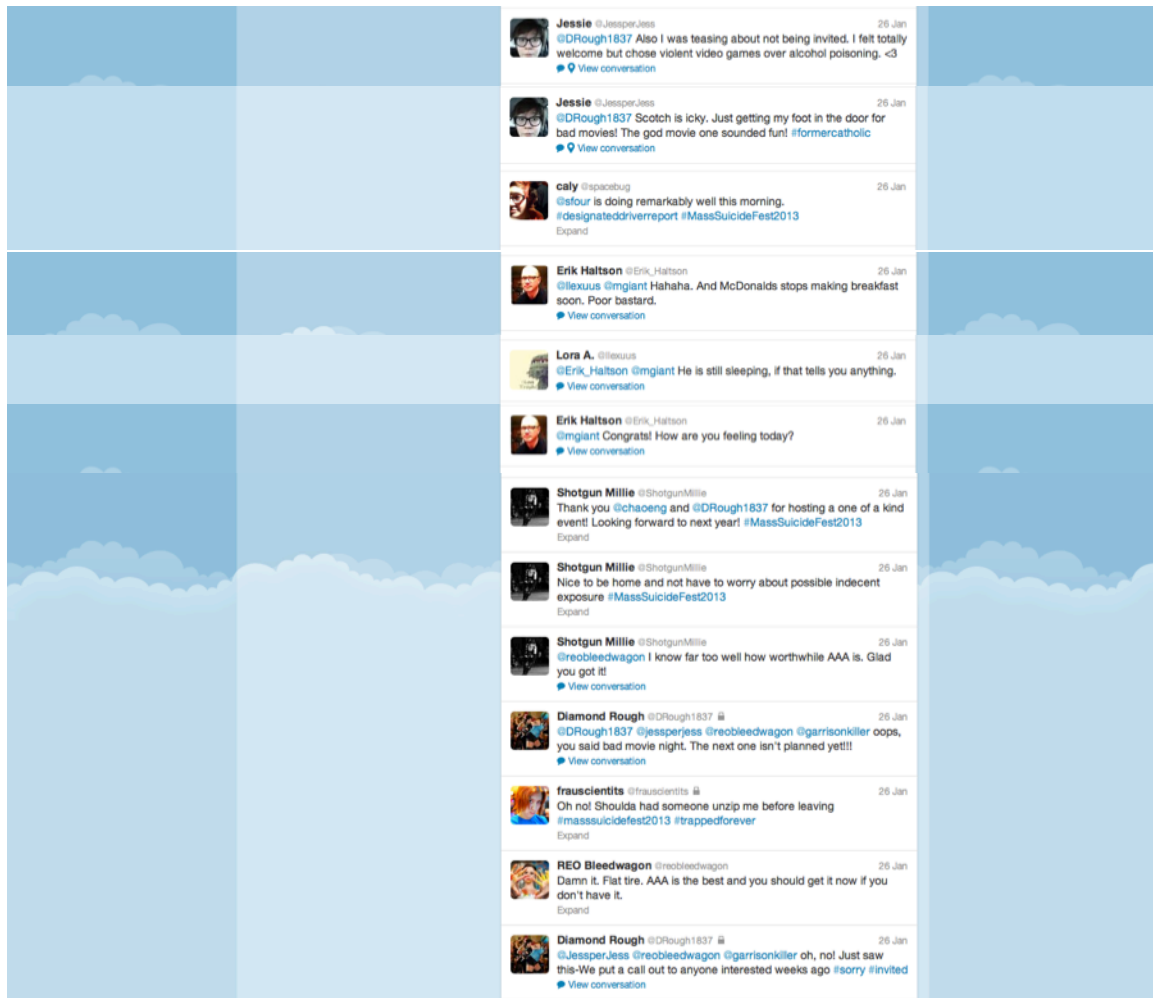 Jessie @JessperJess 26 Jan
@DRough1837 Also I was teasing about not being invited. I felt totally
welcome but chose violent video games over alcohol poisoning. <3
View conversation
Jessie @JessperJess 26 Jan
@DRough1837 Scotch is icky. Just getting my foot in the door for
bad movies! The god movie one sounded fun! #formercatholic
View conversation
caly @spacebug 26 Jan
@sfour is doing remarkably well this morning.
#designateddriverreport #MassSuicideFest2013
Expand
Erik Haltson @Erik_Haltson 26 Jan
@llexuus @mgiant Hahaha. And McDonalds stops making breakfast
soon. Poor bastard.
View conversation
Lora A. @llexuus 26 Jan
@Erik_Haltson @mgiant He is still sleeping, if that tells you anything.
View conversation
Erik Haltson @Erik_Haltson 26 Jan
@mgiant Congrats! How are you feeling today?
View conversation
Shotgun Millie @ShotgunMillie 26 Jan
Thank you @chaoeng and @DRough1837 for hosting a one of a kind
event! Looking forward to next year! #MassSuicideFest2013
Expand
Shotgun Millie @ShotgunMillie 26 Jan
Nice to be home and not have to worry about possible indecent
exposure #MassSuicideFest2013
Expand
Shotgun Millie @ShotgunMillie 26 Jan
@reobleedwagon I know far too well how worthwhile AAA is. Glad
you got it!
View conversation
Diamond Rough @DRough1837 26 Jan
@DRough1837 @jessperjess @reobleedwagon @garrisonkiller oops,
you said bad movie night. The next one isn't planned yet!!!
View conversation
frauscientits @frauscientits 26 Jan
Oh no! Shoulda had someone unzip me before leaving
#masssuicidefest2013 #trappedforever
Expand
REO Bleedwagon @reobleedwagon 26 Jan
Damn it. Flat tire. AAA is the best and you should get it now if you
don't have it.
Expand
Diamond Rough @DRough1837 26 Jan
@JessperJess @reobleedwagon @garrisonkiller oh, no! Just saw
this-We put a call out to anyone interested weeks ago #sorry #invited
View conversation